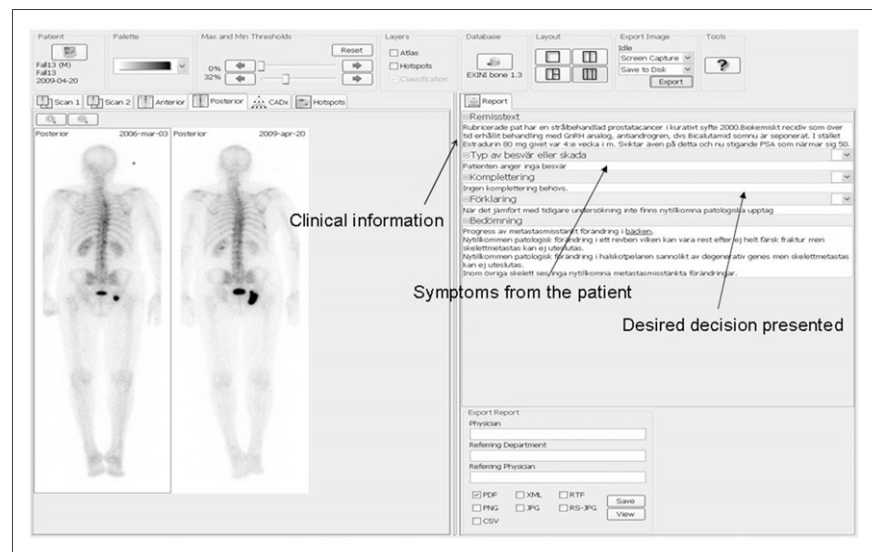 Patient
Palette
Max and Min Thresholds
Layers
Database
Layout
Export Image
Tools
Fall13 (M)
Fall13
2009-04-20
Reset
0%
32%
Atlas
Hotspots
Classification
EXINI bone 1.3
Idle
Screen Capture
Save to Disk
Export
?
Scan 1
Scan 2
Anterior
Posterior
CADx
Hotspots
Report
Posterior 2006-mar-03
Posterior 2009-apr-20
Remisstext
Rubricerade pat har en strålbehandlad prostatacancer i kurativt syfte 2000.Biokemiskt recidiv som över
tid erhållit behandling med GnRH analog, antiandrogren, dvs Bicalutamid somnu är seponerat. I stället
Estradurin 80 mg givet var 4:e vecka i m. Sviktar även på detta och nu stigande PSA som närmar sig 50.
Typ av besvär eller skada
Patienten anger inga besvär
Komplettering
Ingen komplettering behövs.
Förklaring
När det jämfört med tidigare undersökning inte finns nytillkomna patologiska upptag
Bedömning
Progress av metastasmisstänkt förändring i bäcken.
Nytillkommen patologisk förändring i ett revben vilken kan vara rest efter ej helt färsk fraktur men
skelettmetastas kan ej uteslutas.
Nytillkommen patologisk förändring i halskotpelaren sannolikt av degenerativ genes men skelettmetastas
kan ej uteslutas.
Inom övriga skelett ses inga nytillkomna metastasmisstänkta förändringar.
Clinical information
Symptoms from the patient
Desired decision presented
Export Report
Physician
Referring Department
Referring Physician
PDF
XML
RTF
PNG
JPG
RS-JPG
CSV
Save
View